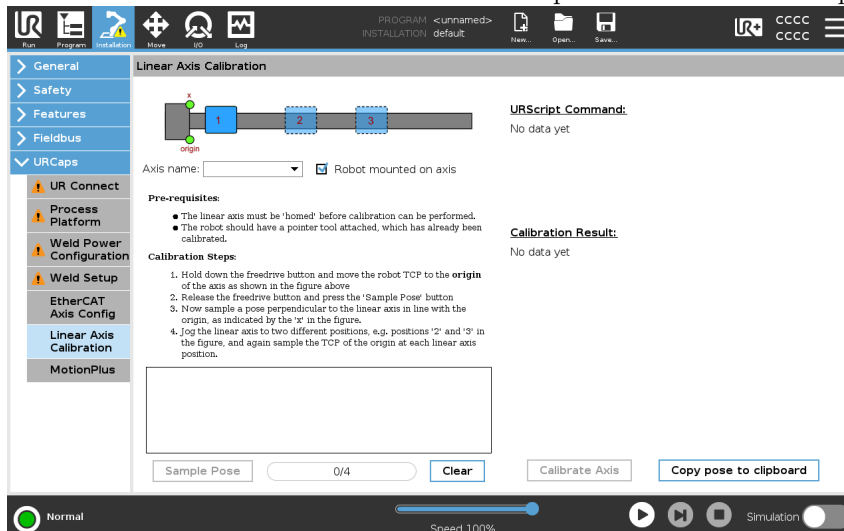 PROGRAM <unnamed>
INSTALLATION default
UR
Run
Program
Installation
Move
I/O
Log
New...
Open...
Save...
CCCC
CCCC
General
Safety
Features
Fieldbus
URCaps
UR Connect
Process
Platform
Weld Power
Configuration
Weld Setup
EtherCAT
Axis Config
Linear Axis
Calibration
MotionPlus
Linear Axis Calibration
x
1
2
3
origin
Axis name:
Robot mounted on axis
Pre-requisites:
● The linear axis must be 'homed' before calibration can be performed.
● The robot should have a pointer tool attached, which has already been
calibrated.
Calibration Steps:
1. Hold down the freedrive button and move the robot TCP to the origin
of the axis as shown in the figure above
2. Release the freedrive button and press the 'Sample Pose' button
3. Now sample a pose perpendicular to the linear axis in line with the
origin, as indicated by the 'x' in the figure.
4. Jog the linear axis to two different positions, e.g. positions '2' and '3' in
the figure, and again sample the TCP of the origin at each linear axis
position.
Sample Pose
0/4
Clear
URScript Command:
No data yet
Calibration Result:
No data yet
Calibrate Axis
Copy pose to clipboard
Normal
Speed 100%
Simulation